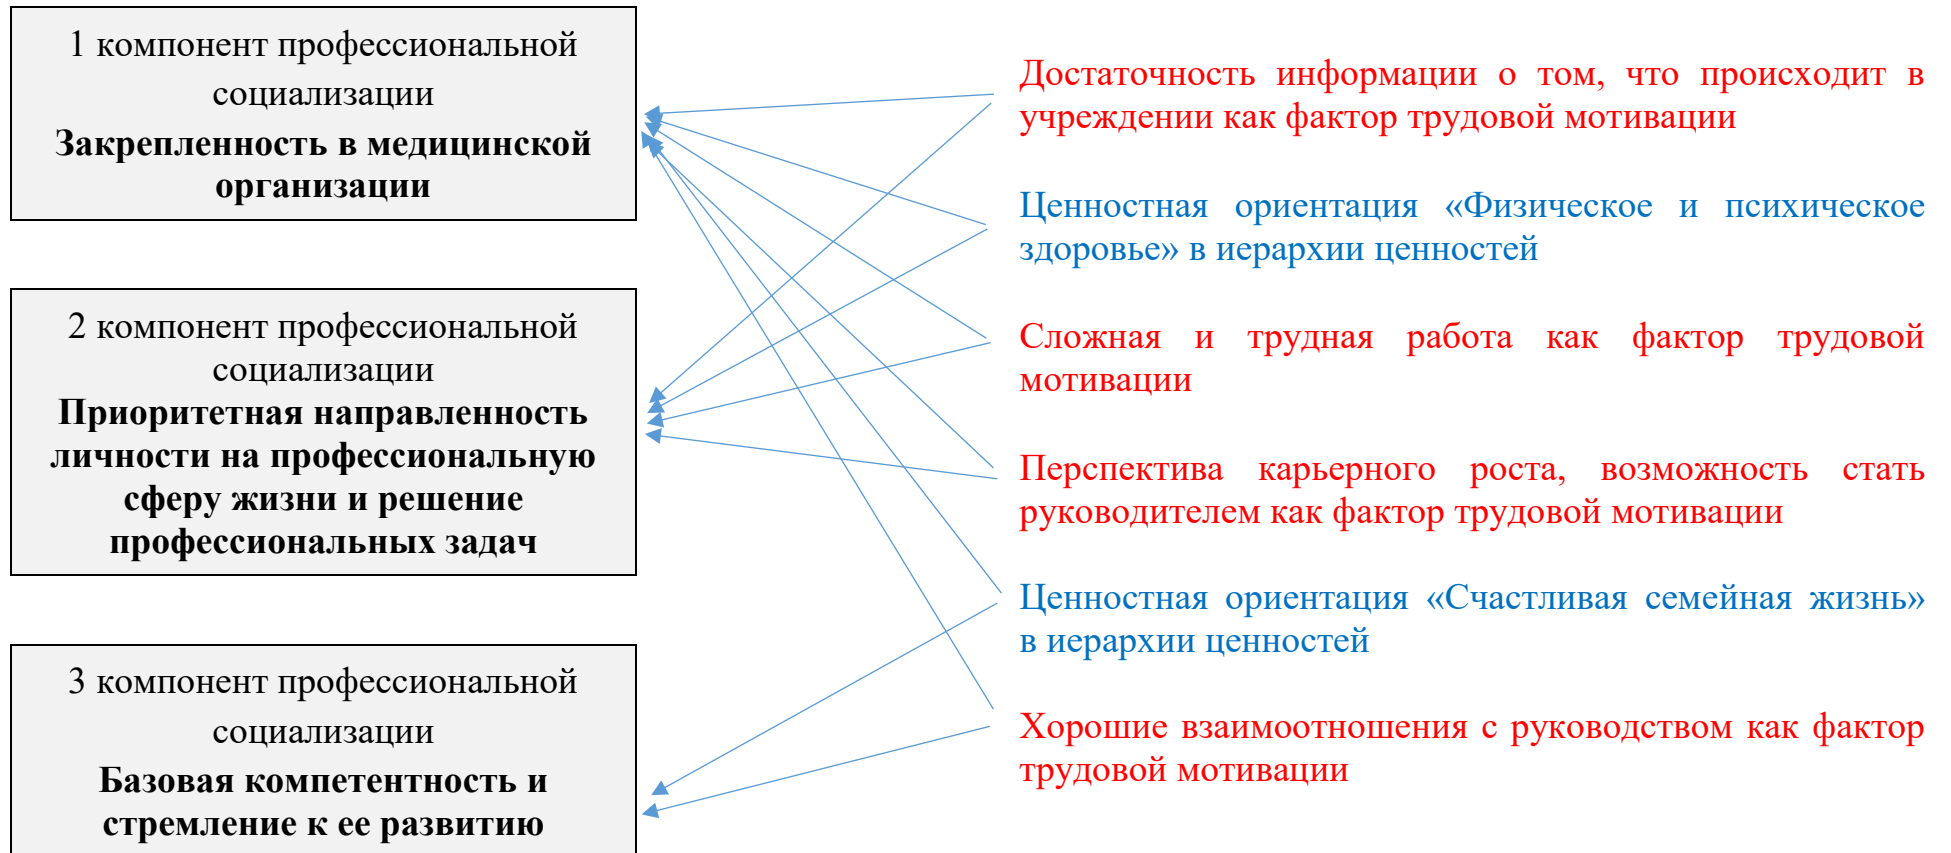 1 компонент профессиональной
социализации
Закрепленность в медицинской
организации
2 компонент профессиональной
социализации
Приоритетная направленность
личности на профессиональную
сферу жизни и решение
профессиональных задач
3 компонент профессиональной
социализации
Базовая компетентность и
стремление к ее развитию
Достаточность информации о том, что происходит в
учреждении как фактор трудовой мотивации
Ценностная ориентация «Физическое и психическое
здоровье» в иерархии ценностей
Сложная и трудная работа как фактор трудовой
мотивации
Перспектива карьерного роста, возможность стать
руководителем как фактор трудовой мотивации
Ценностная ориентация «Счастливая семейная жизнь»
в иерархии ценностей
Хорошие взаимоотношения с руководством как фактор
трудовой мотивации